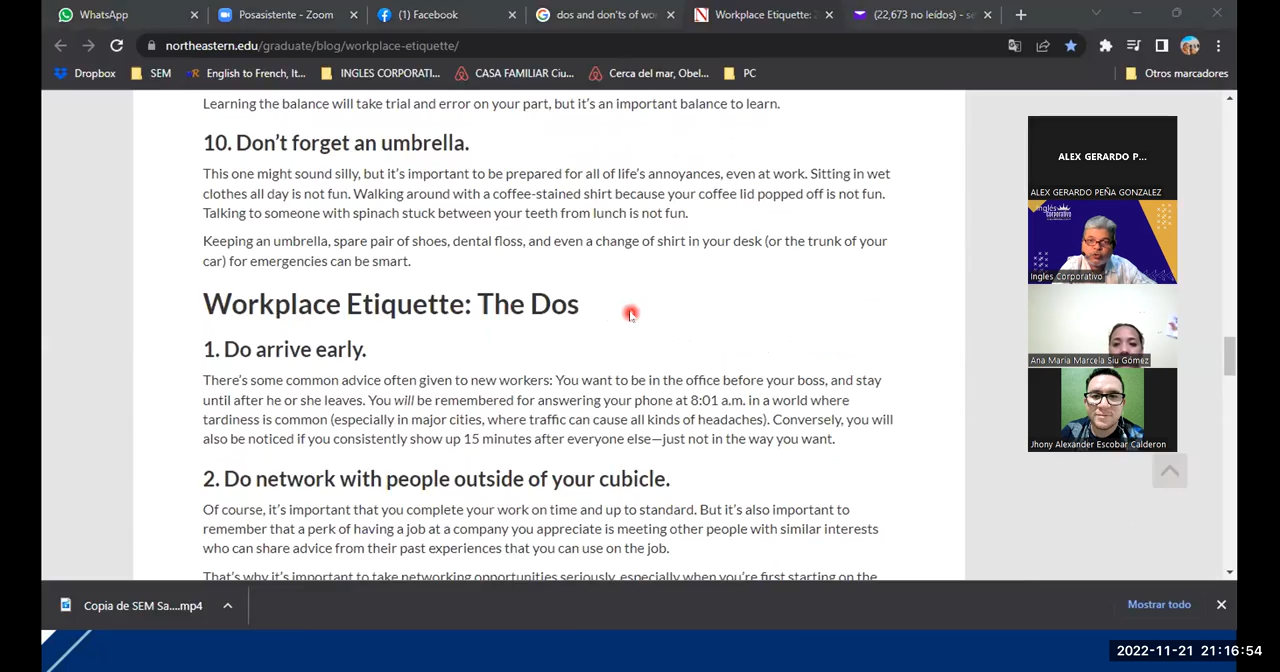 WhatsApp
Posasistente - Zoom
(1) Facebook
dos and don'ts of wo
Workplace Etiquette:
(22,673 no leídos) - se
northeastern.edu/graduate/blog/workplace-etiquette/
Dropbox
SEM
English to French, It...
INGLES CORPORATI...
CASA FAMILIAR Ciu...
Cerca del mar, Obel...
PC
Otros marcadores
Learning the balance will take trial and error on your part, but it's an important balance to learn.
10. Don't forget an umbrella.
This one might sound silly, but it's important to be prepared for all of life's annoyances, even at work. Sitting in wet
clothes all day is not fun. Walking around with a coffee-stained shirt because your coffee lid popped off is not fun.
Talking to someone with spinach stuck between your teeth from lunch is not fun.
Keeping an umbrella, spare pair of shoes, dental floss, and even a change of shirt in your desk (or the trunk of your
car) for emergencies can be smart.
Workplace Etiquette: The Dos
1. Do arrive early.
There's some common advice often given to new workers: You want to be in the office before your boss, and stay
until after he or she leaves. You will be remembered for answering your phone at 8:01 a.m. in a world where
tardiness is common (especially in major cities, where traffic can cause all kinds of headaches). Conversely, you will
also be noticed if you consistently show up 15 minutes after everyone else—just not in the way you want.
2. Do network with people outside of your cubicle.
Of course, it's important that you complete your work on time and up to standard. But it's also important to
remember that a perk of having a job at a company you appreciate is meeting other people with similar interests
who can share advice from their past experiences that you can use on the job.
That's why it's important to take networking opportunities seriously, especially when you're first starting on the
ALEX GERARDO P...
ALEX GERARDO PEÑA GONZALEZ
Inglés
Corporativo
Ingles Corporativo
Ana Maria Marcela Siu Gómez
Jhony Alexander Escobar Calderon
Copia de SEM Sa....mp4
Mostrar todo
2022-11-21 21:16:54